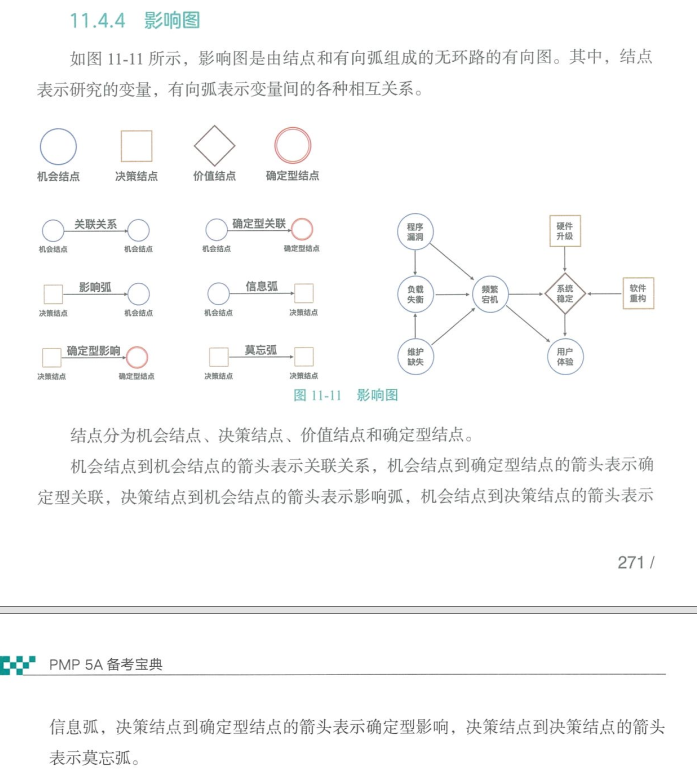 11.4.4 影响图
如图 11-11 所示，影响图是由结点和有向弧组成的无环路的有向图。其中，结点
表示研究的变量，有向弧表示变量间的各种相互关系。
机会结点
决策结点
价值结点
确定型结点
关联关系
机会结点
机会结点
确定型关联
机会结点
确定型结点
影响弧
决策结点
机会结点
信息弧
机会结点
决策结点
确定型影响
决策结点
确定型结点
莫忘弧
决策结点
决策结点
程序
漏洞
硬件
升级
负载
失衡
频繁
宕机
系统
稳定
软件
重构
维护
缺失
用户
体验
图 11-11 影响图
结点分为机会结点、决策结点、价值结点和确定型结点。
机会结点到机会结点的箭头表示关联关系，机会结点到确定型结点的箭头表示确
定型关联，决策结点到机会结点的箭头表示影响弧，机会结点到决策结点的箭头表示
271 /
PMP 5A 备考宝典
信息弧，决策结点到确定型结点的箭头表示确定型影响，决策结点到决策结点的箭头
表示莫忘弧。